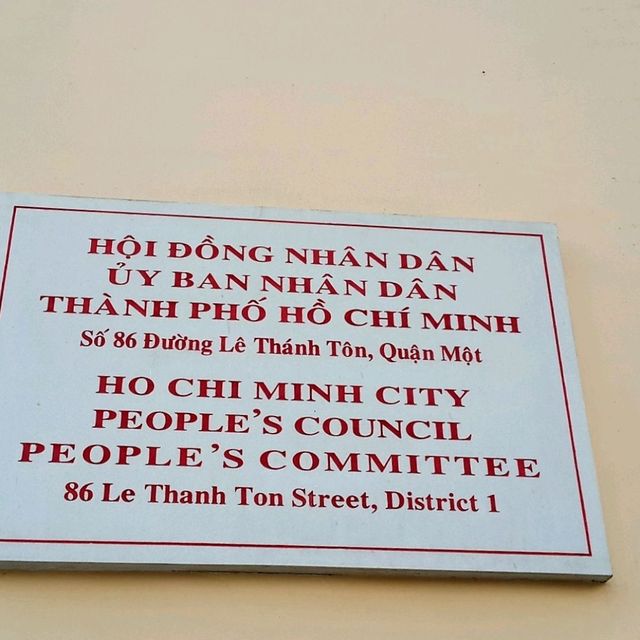 HỘI ĐỒNG NHÂN DÂN
ỦY BAN NHÂN DÂN
THÀNH PHỐ HỒ CHÍ MINH
Số 86 Đường Lê Thánh Tôn, Quận Một
HO CHI MINH CITY
PEOPLE'S COUNCIL
PEOPLE'S COMMITTEE
86 Le Thanh Ton Street, District 1